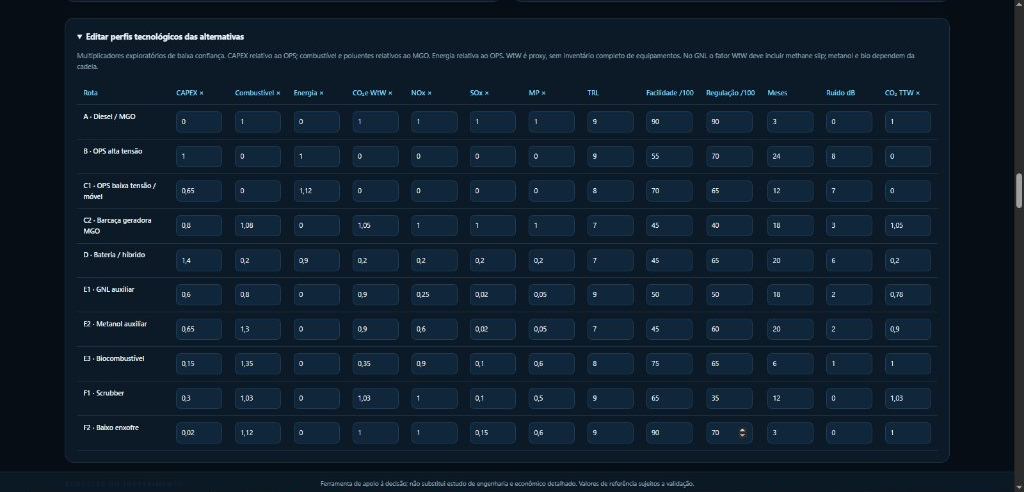 ▼ Editar perfis tecnológicos das alternativas
Multiplicadores exploratórios de baixa confiança. CAPEX relativo ao OPS; combustível e poluentes relativos ao MGO. Energia relativa ao OPS. WtW é proxy, sem inventário completo de equipamentos. No GNL o fator WtW deve incluir methane slip; metanol e bio dependem da
cadeia.
Rota CAPEX × Combustível × Energia × CO₂e WtW × NOx × SOx × MP × TRL Facilidade /100 Regulação /100 Meses Ruído dB CO₂ TTW ×
A · Diesel / MGO 0 1 0 1 1 1 1 9 90 90 3 0 1
B · OPS alta tensão 1 0 1 0 0 0 0 9 55 70 24 8 0
C1 · OPS baixa tensão /
móvel 0,65 0 1,12 0 0 0 0 8 70 65 12 7 0
C2 · Barcaça geradora
MGO 0,8 1,08 0 1,05 1 1 1 7 45 40 18 3 1,05
D · Bateria / híbrido 1,4 0,2 0,9 0,2 0,2 0,2 0,2 7 45 65 20 6 0,2
E1 · GNL auxiliar 0,6 0,8 0 0,9 0,25 0,02 0,05 9 50 50 18 2 0,78
E2 · Metanol auxiliar 0,65 1,3 0 0,9 0,6 0,02 0,05 7 45 60 20 2 0,9
E3 · Biocombustível 0,15 1,35 0 0,35 0,9 0,1 0,6 8 75 65 6 1 1
F1 · Scrubber 0,3 1,03 0 1,03 1 0,1 0,5 9 65 35 12 0 1,03
F2 · Baixo enxofre 0,02 1,12 0 1 1 0,15 0,6 9 90 70 3 0 1
Ferramenta de apoio à decisão; não substitui estudo de engenharia e econômico detalhado. Valores de referência sujeitos a validação.